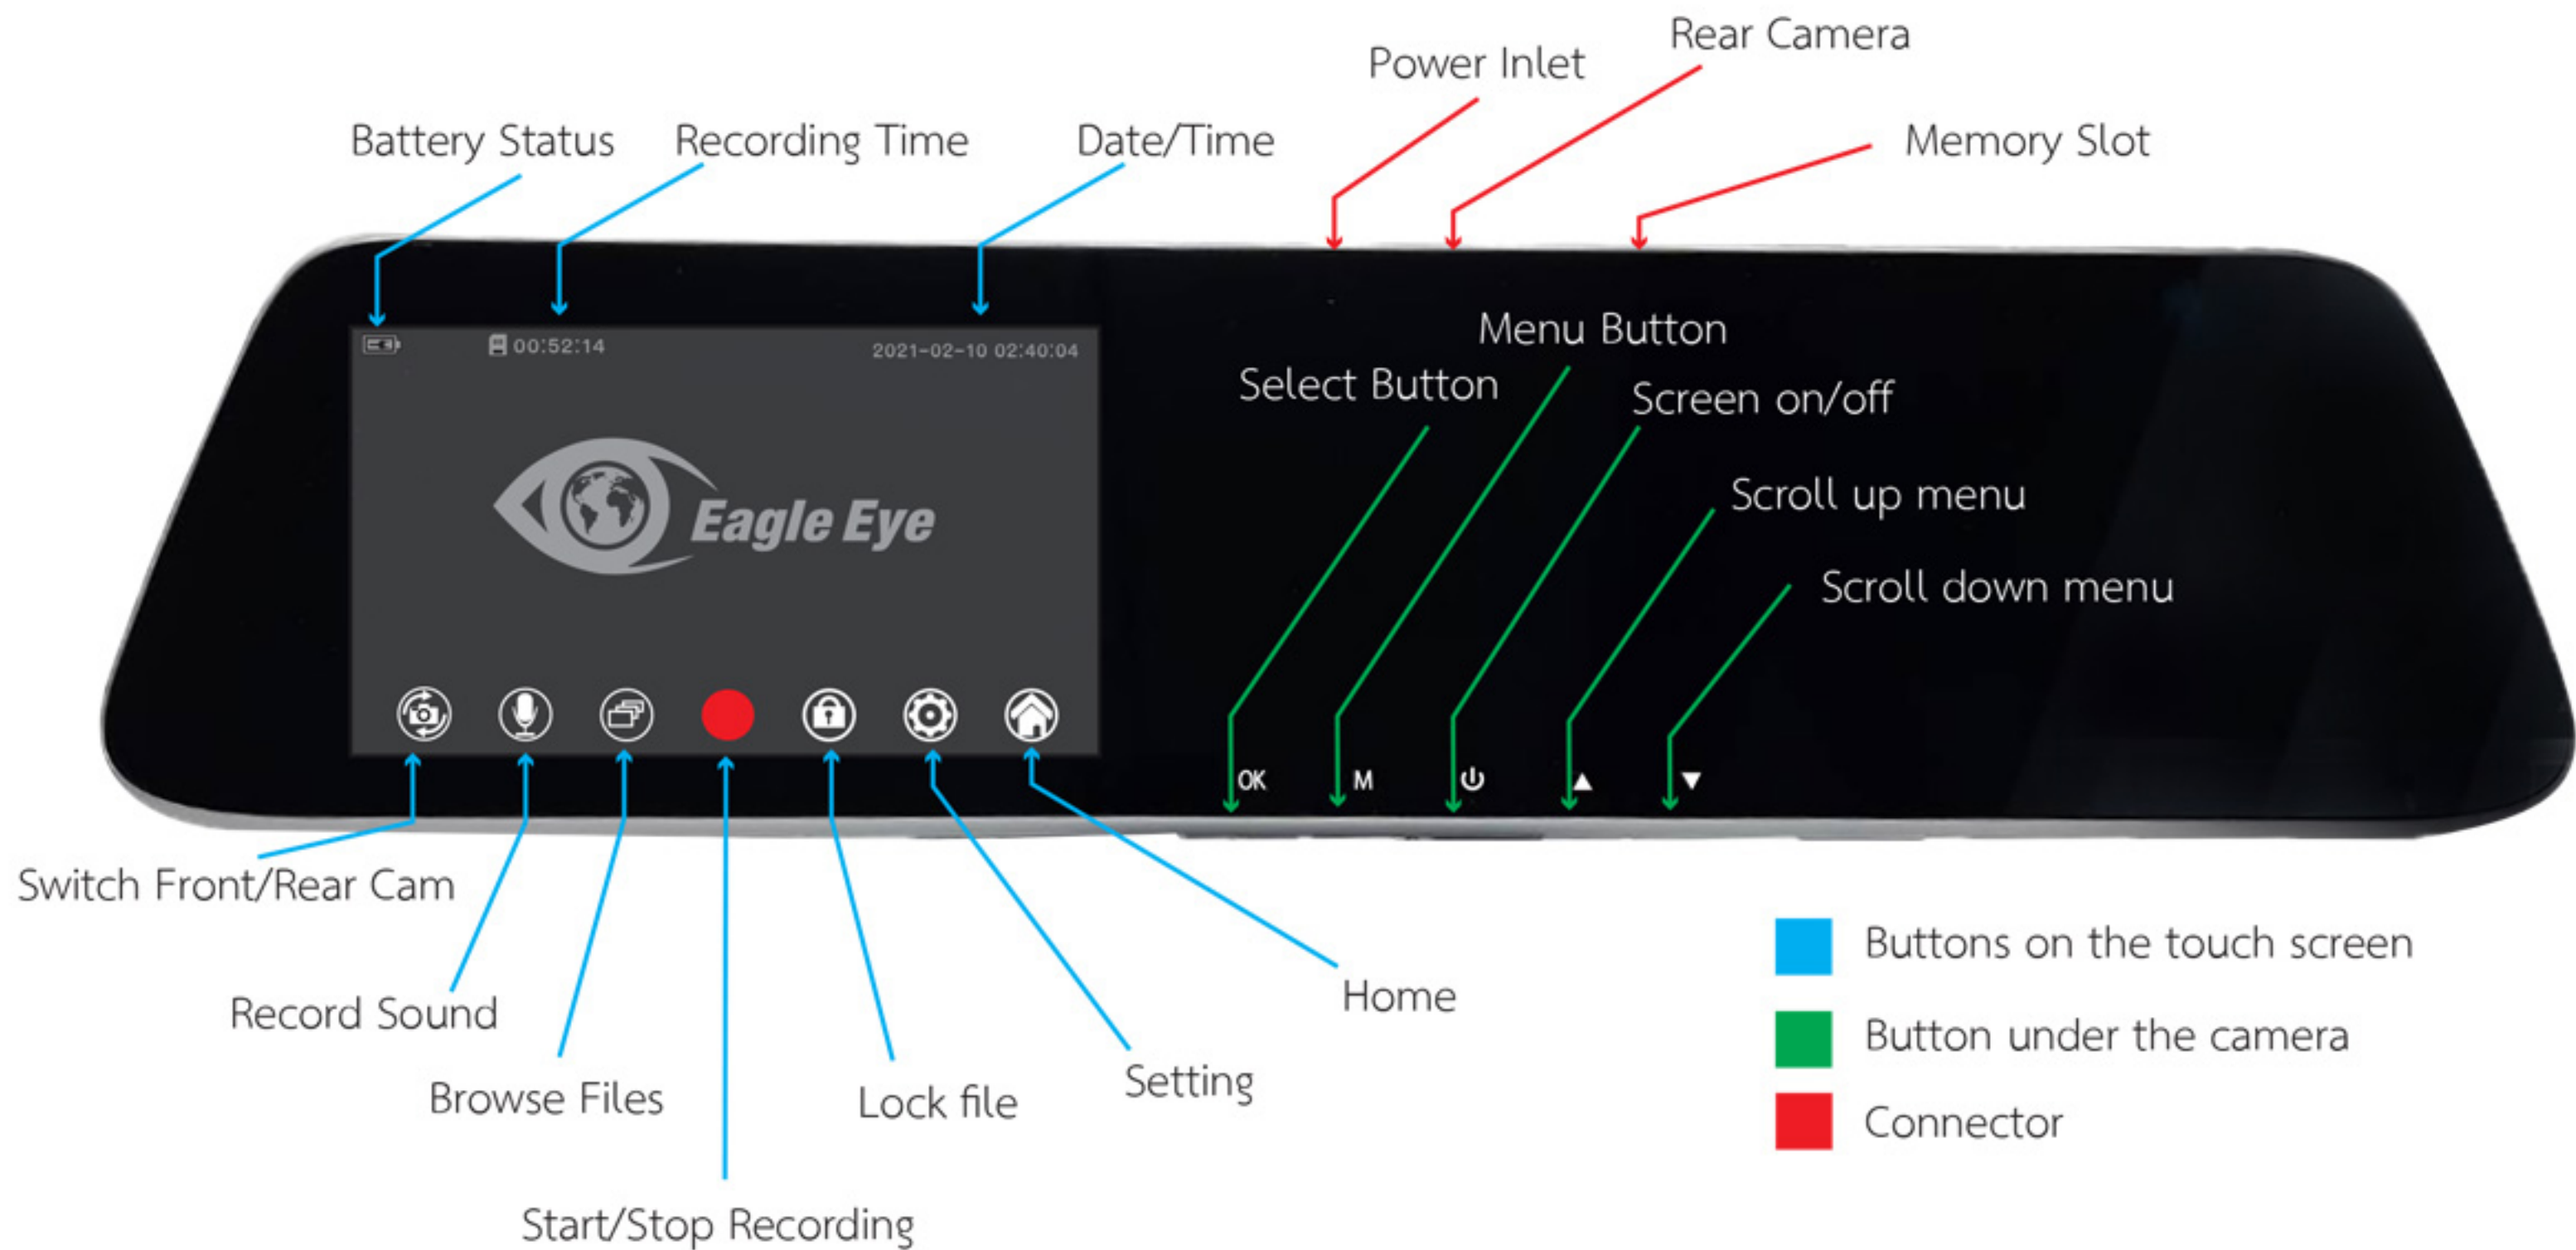 Rear Camera
Power Inlet
Battery Status
Recording Time
Date/Time
Memory Slot
00:52:14
2021-02-10 02:40:04
Eagle Eye
Menu Button
Select Button
Screen on/off
Scroll up menu
Scroll down menu
OK
M
Switch Front/Rear Cam
Record Sound
Browse Files
Start/Stop Recording
Lock file
Setting
Home
Buttons on the touch screen
Button under the camera
Connector